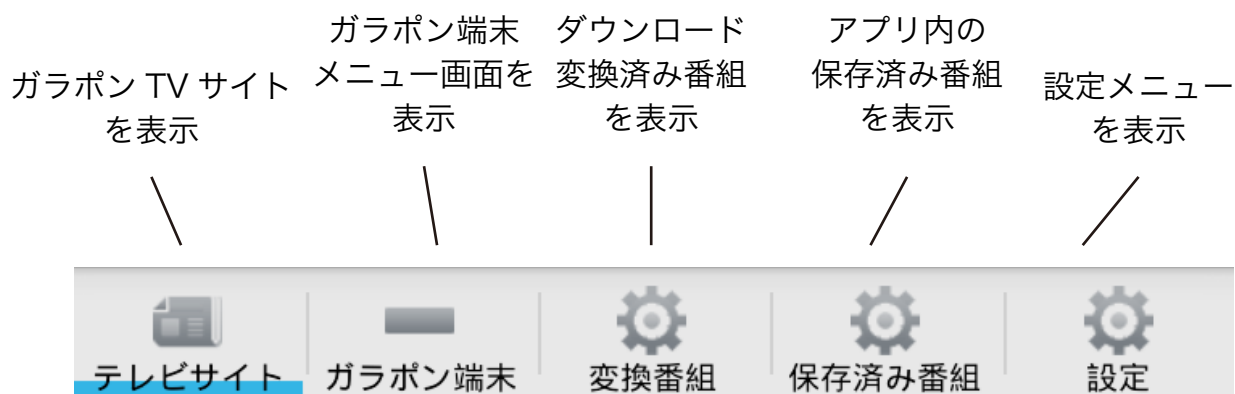 ガラポン TV サイト
を表示
ガラポン端末
メニュー画面を
表示
ダウンロード
変換済み番組
を表示
アプリ内の
保存済み番組
を表示
設定メニュー
を表示
テレビサイト
ガラポン端末
変換番組
保存済み番組
設定